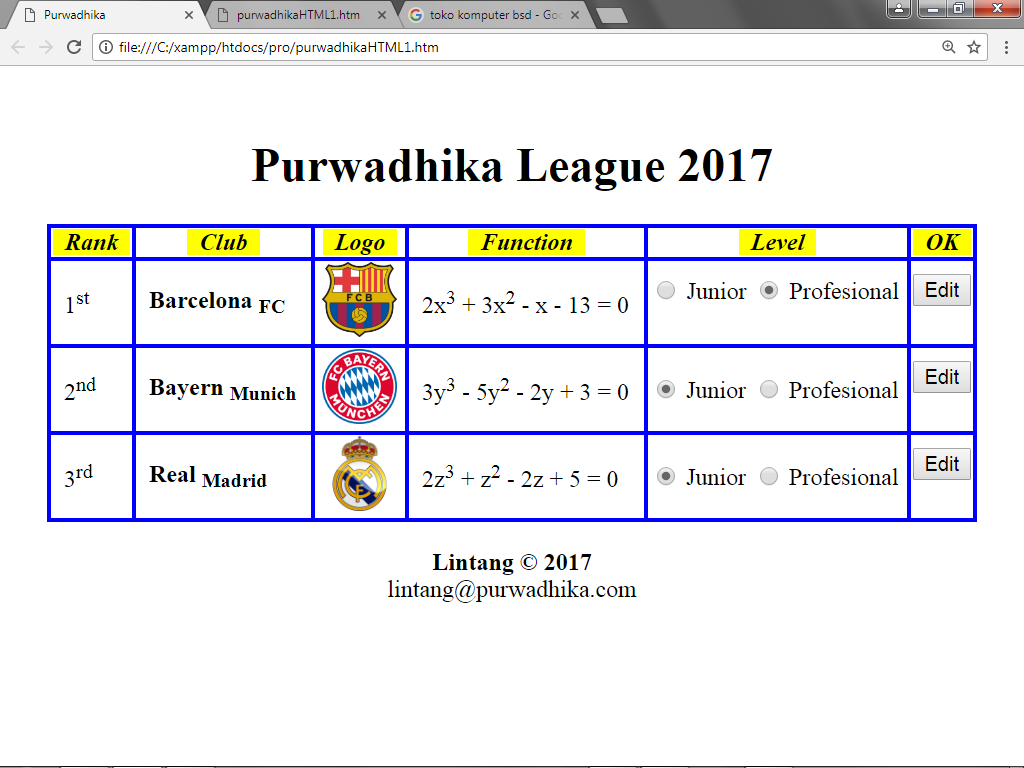 Purwadhika
purwadhikaHTML1.htm
toko komputer bsd - Goo
file:///C:/xampp/htdocs/pro/purwadhikaHTML1.htm
Purwadhika League 2017
Rank Club Logo Function Level OK
1st Barcelona FC FCB 2x³ + 3x² - x - 13 = 0 Junior Profesional Edit
2nd Bayern Munich FC BAYERN MÜNCHEN 3y³ - 5y² - 2y + 3 = 0 Junior Profesional Edit
3rd Real Madrid 2z³ + z² - 2z + 5 = 0 Junior Profesional Edit
Lintang © 2017
lintang@purwadhika.com